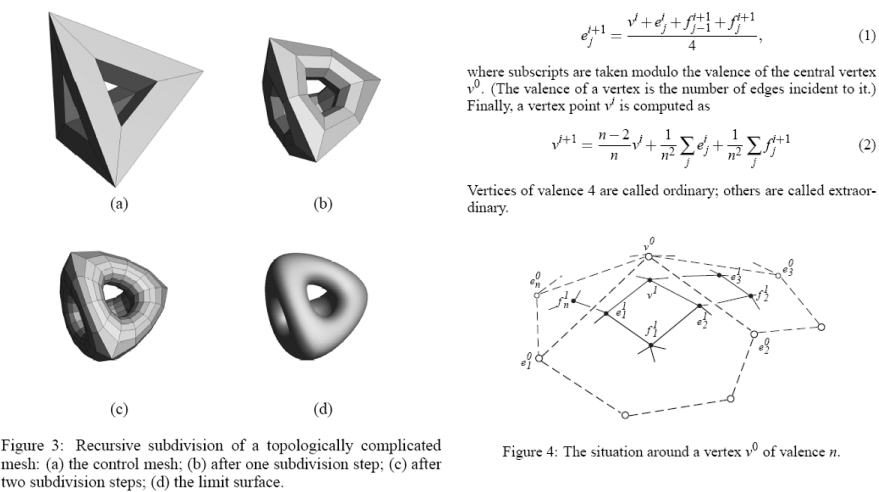 (a)
(b)
(c)
(d)
Figure 3: Recursive subdivision of a topologically complicated
mesh: (a) the control mesh; (b) after one subdivision step; (c) after
two subdivision steps; (d) the limit surface.
e_j^{i+1} = \frac{v^i + e_j^i + f_{j-1}^{i+1} + f_j^{i+1}}{4}, (1)
where subscripts are taken modulo the valence of the central vertex
v^0. (The valence of a vertex is the number of edges incident to it.)
Finally, a vertex point v^i is computed as
v^{i+1} = \frac{n-2}{n} v^i + \frac{1}{n^2} \sum_j e_j^i + \frac{1}{n^2} \sum_j f_j^{i+1} (2)
Vertices of valence 4 are called ordinary; others are called extraor-
dinary.
v^0
e_n^0
f_n^1
e_1^1
v^1
e_3^1
e_3^0
f_2^1
f_1^1
e_2^1
e_2^0
e_1^0
Figure 4: The situation around a vertex v^0 of valence n.